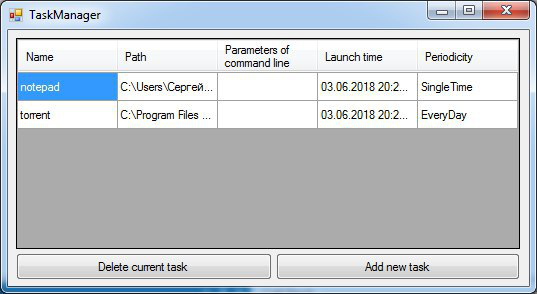 TaskManager
Name Path Parameters of command line Launch time Periodicity
notepad C:\Users\Сергей... 03.06.2018 20:2... SingleTime
torrent C:\Program Files ... 03.06.2018 20:2... EveryDay
Delete current task Add new task